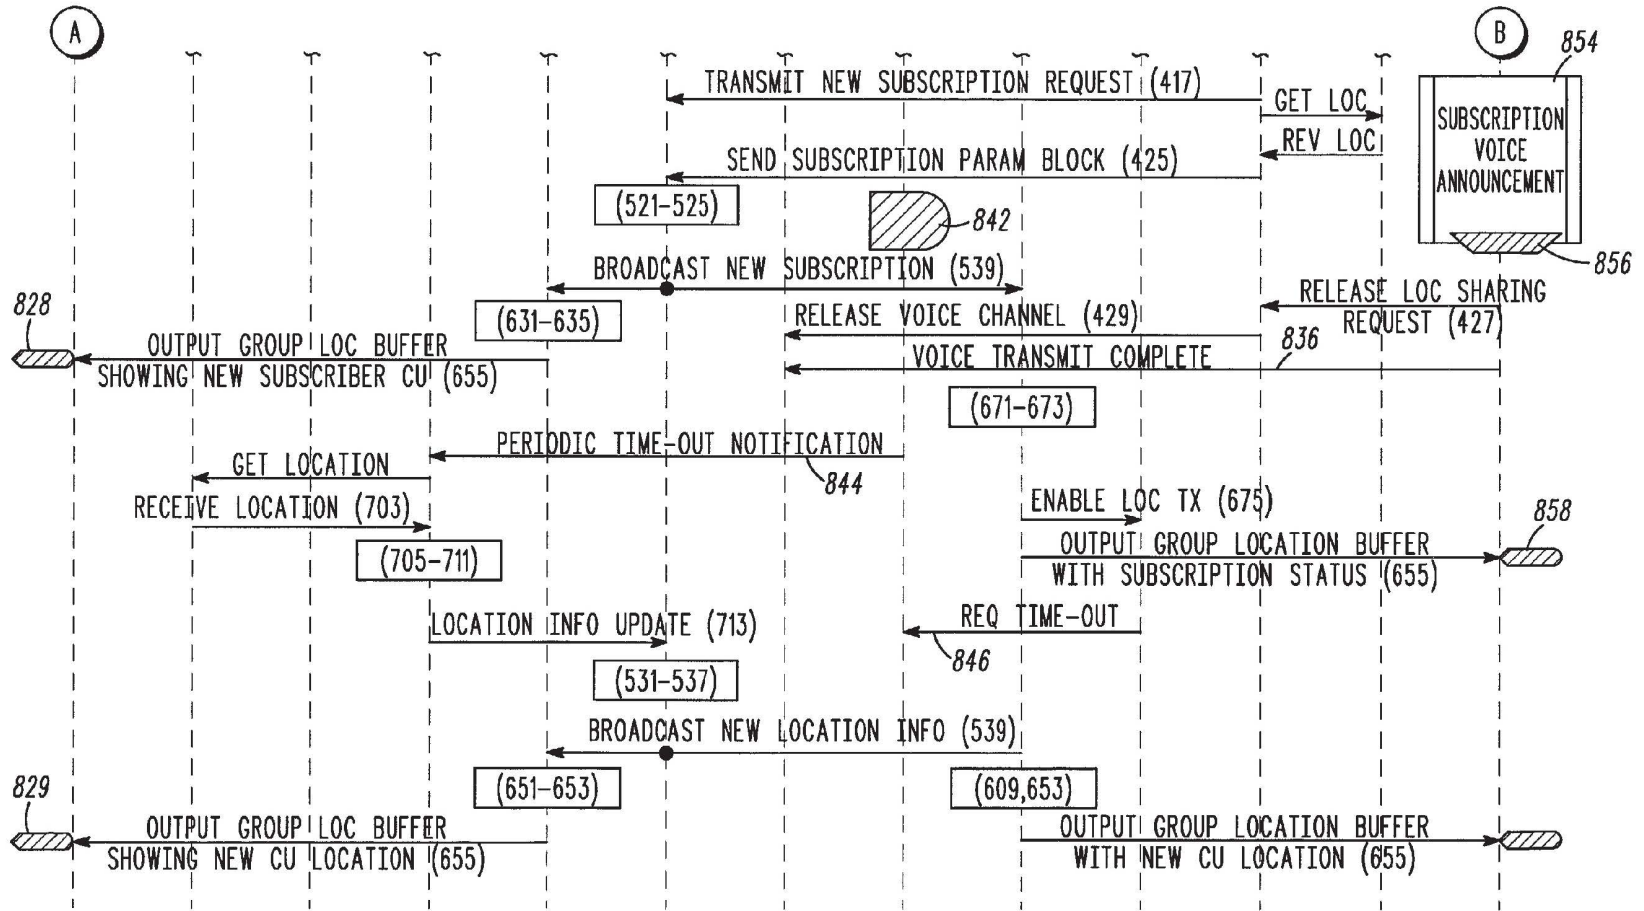 A
B
854
TRANSMIT NEW SUBSCRIPTION REQUEST (417)
GET LOC
REV LOC
SUBSCRIPTION
VOICE
ANNOUNCEMENT
SEND SUBSCRIPTION PARAM BLOCK (425)
(521-525)
842
856
BROADCAST NEW SUBSCRIPTION (539)
828
(631-635)
RELEASE LOC SHARING
REQUEST (427)
RELEASE VOICE CHANNEL (429)
836
OUTPUT GROUP LOC BUFFER
SHOWING NEW SUBSCRIBER CU (655)
VOICE TRANSMIT COMPLETE
(671-673)
PERIODIC TIME-OUT NOTIFICATION
844
GET LOCATION
RECEIVE LOCATION (703)
ENABLE LOC TX (675)
858
(705-711)
OUTPUT GROUP LOCATION BUFFER
WITH SUBSCRIPTION STATUS (655)
LOCATION INFO UPDATE (713)
REQ TIME-OUT
846
(531-537)
BROADCAST NEW LOCATION INFO (539)
829
(651-653)
(609,653)
OUTPUT GROUP LOC BUFFER
SHOWING NEW CU LOCATION (655)
OUTPUT GROUP LOCATION BUFFER
WITH NEW CU LOCATION (655)